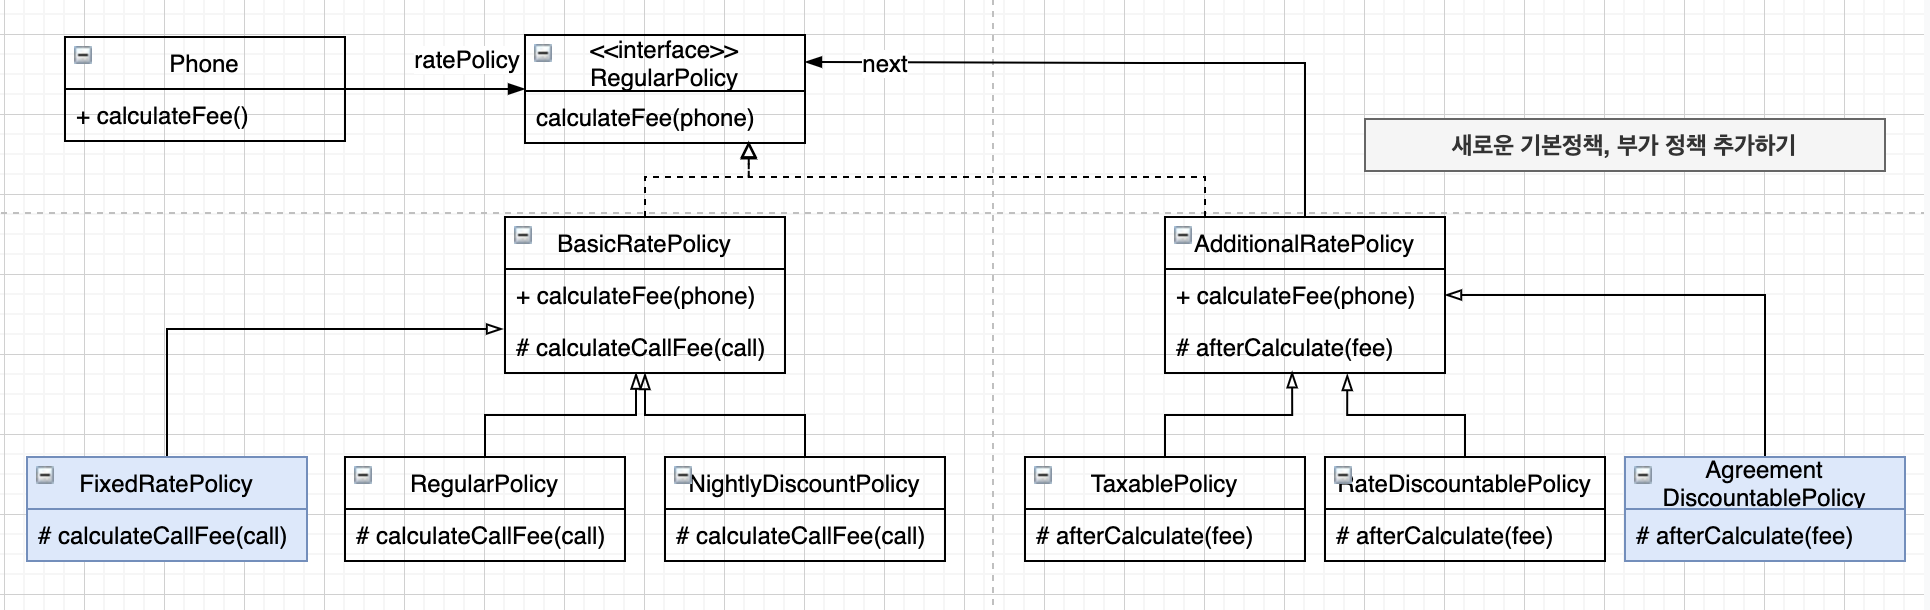 Phone
+ calculateFee()
ratePolicy
<<interface>>
RegularPolicy
calculateFee(phone)
next
새로운 기본정책, 부가 정책 추가하기
BasicRatePolicy
+ calculateFee(phone)
# calculateCallFee(call)
AdditionalRatePolicy
+ calculateFee(phone)
# afterCalculate(fee)
FixedRatePolicy
# calculateCallFee(call)
RegularPolicy
# calculateCallFee(call)
NightlyDiscountPolicy
# calculateCallFee(call)
TaxablePolicy
# afterCalculate(fee)
RateDiscountablePolicy
# afterCalculate(fee)
Agreement
DiscountablePolicy
# afterCalculate(fee)